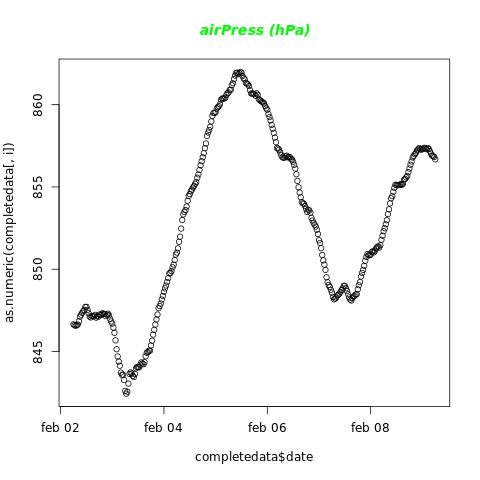 airPress (hPa)
as.numeric(completedata[, i])
860
855
850
845
feb 02
feb 04
feb 06
feb 08
completedata$date